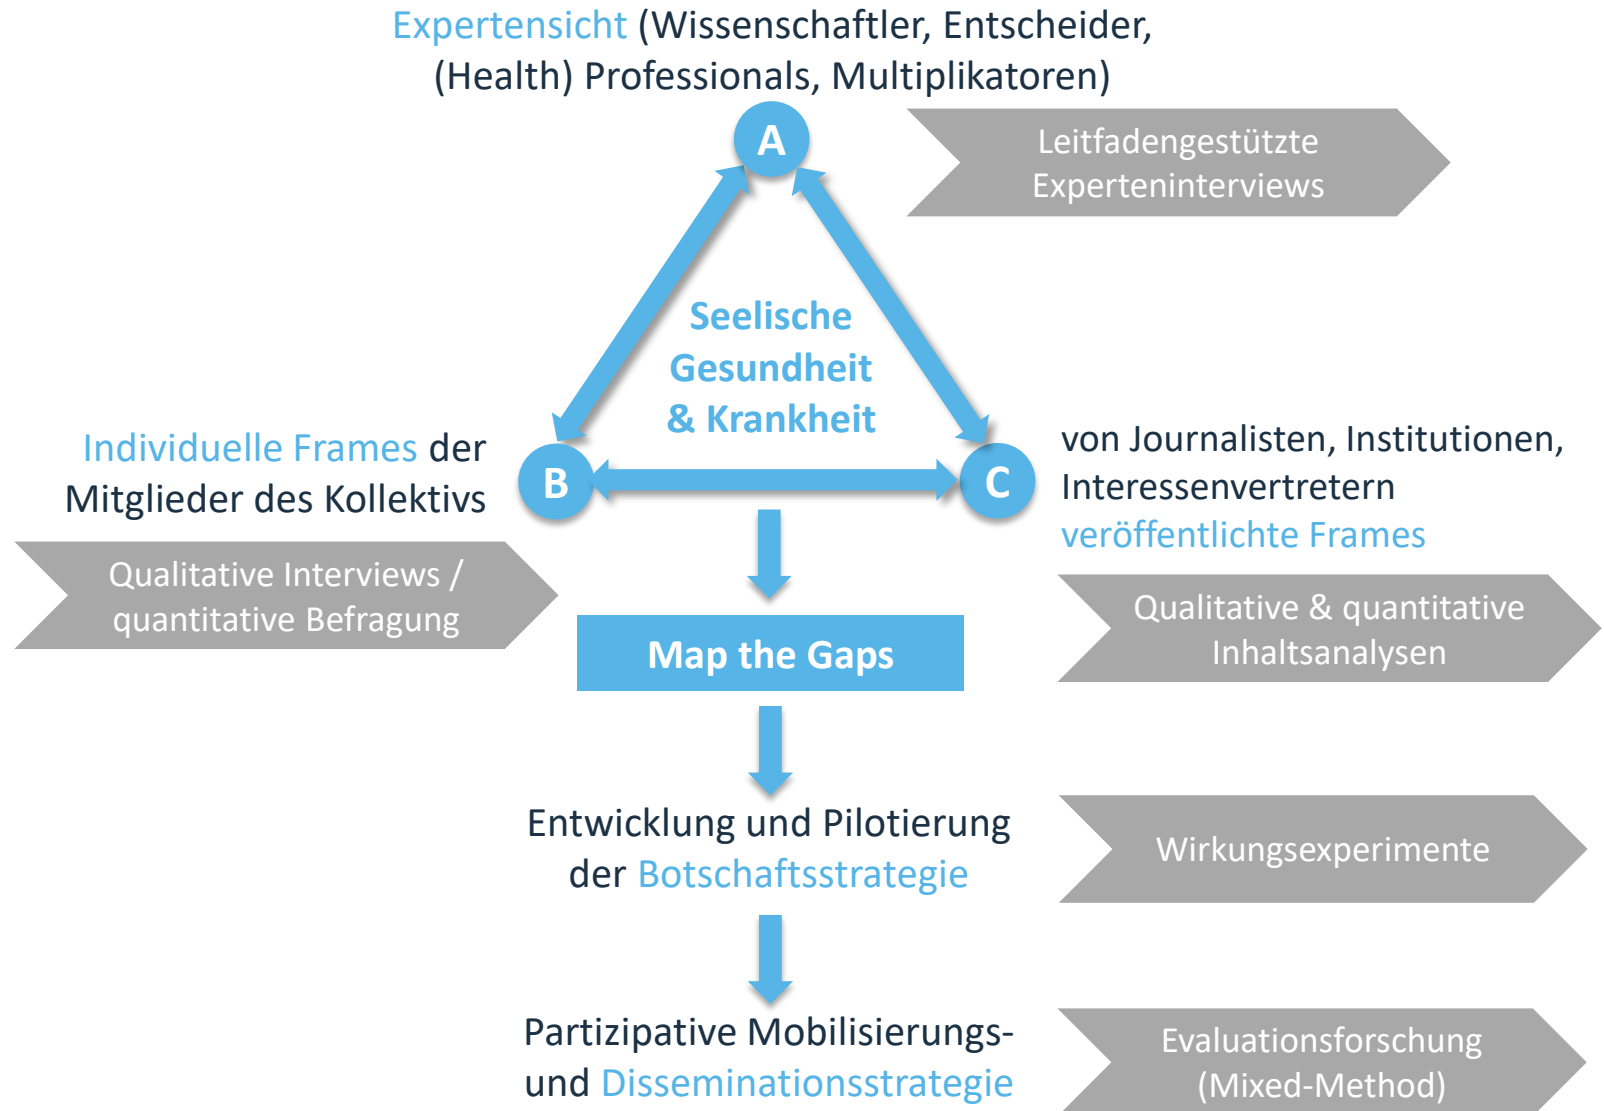 Expertensicht (Wissenschaftler, Entscheider,
(Health) Professionals, Multiplikatoren)
A
Leitfadengestützte
Experteninterviews
Seelische
Gesundheit
& Krankheit
Individuelle Frames der
Mitglieder des Kollektivs
B
C
von Journalisten, Institutionen,
Interessenvertretern
veröffentlichte Frames
Qualitative Interviews /
quantitative Befragung
Qualitative & quantitative
Inhaltsanalysen
Map the Gaps
Entwicklung und Pilotierung
der Botschaftsstrategie
Wirkungsexperimente
Partizipative Mobilisierungs-
und Disseminationsstrategie
Evaluationsforschung
(Mixed-Method)